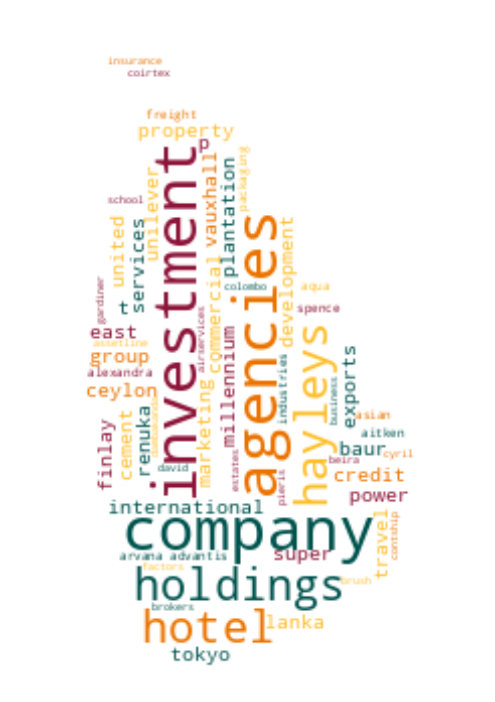 insurance
coirtex
freight
property
p
investment
unilever
vauxhall
plantation
packaging
school
united
services
t
agencies
development
commercial
colombo
aqua
spence
gardiner
east
assetline
group
alexandra
ceylon
airservices
millennium
hayleys
industries
business
exports
asian
aitken
baur
cyril
beira
credit
power
finlay
cement
renuka
david
marketing
estates
pieris
international
company
travel
contship
arvana
advantis
super
factors
holdings
brush
brokers
hotel
lanka
tokyo